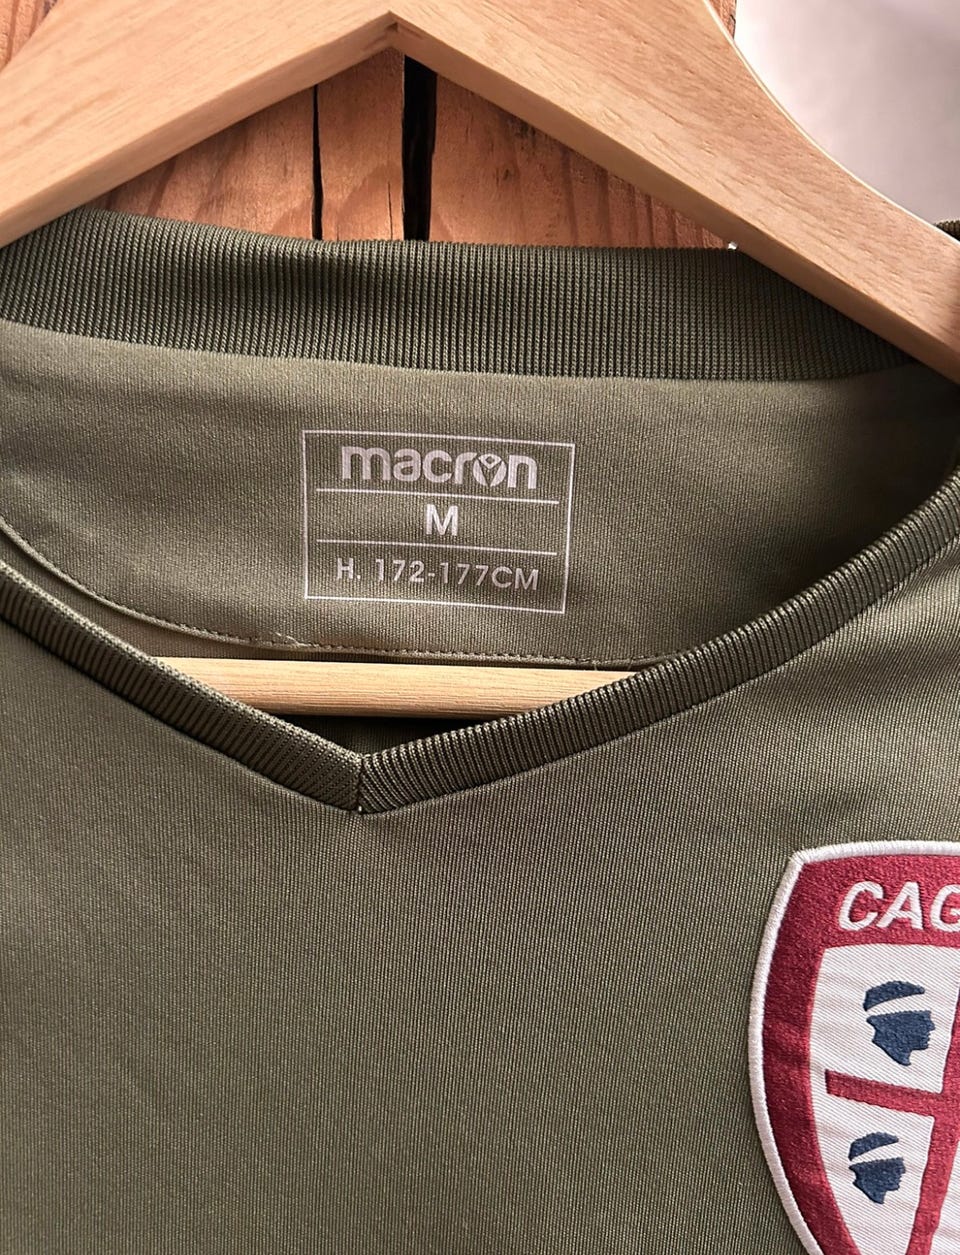 macron
M
H. 172-177CM
CAG